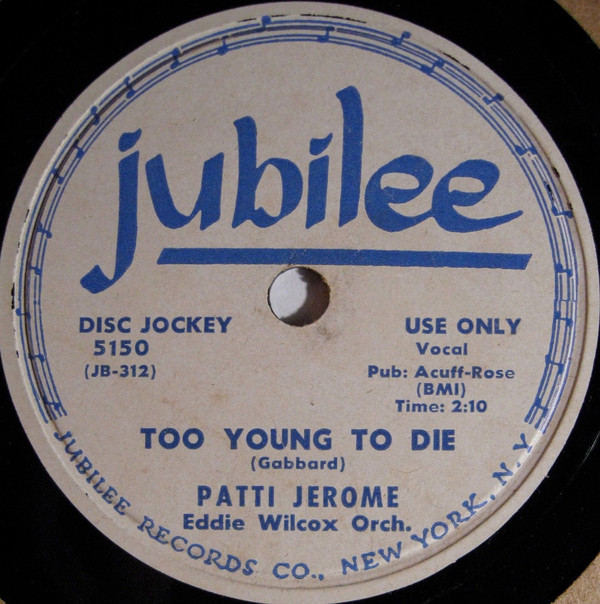 jubilee
DISC JOCKEY USE ONLY
5150 Vocal
(JB-312) Pub: Acuff-Rose
(BMI)
Time: 2:10
TOO YOUNG TO DIE
(Gabbard)
PATTI JEROME
Eddie Wilcox Orch.
JUBILEE RECORDS CO., NEW YORK, N.Y.